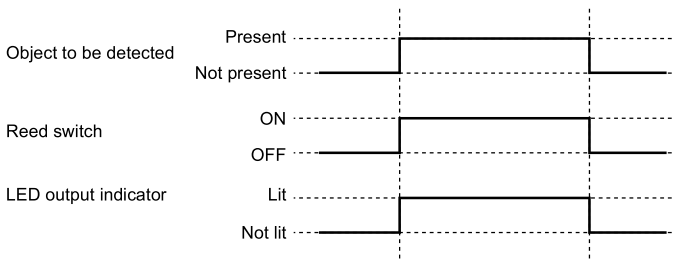 Object to be detected
Present
Not present
Reed switch
ON
OFF
LED output indicator
Lit
Not lit